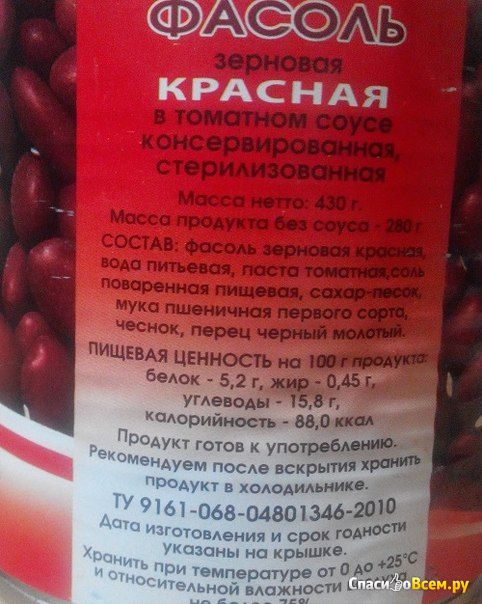 ФАСОЛЬ
зерновая
КРАСНАЯ
в томатном соусе
консервированная,
стерилизованная
Масса нетто: 430 г.
Масса продукта без соуса - 280 г
СОСТАВ: фасоль зерновая красная,
вода питьевая, паста томатная,соль
поваренная пищевая, сахар-песок,
мука пшеничная первого сорта,
чеснок, перец черный молотый.
ПИЩЕВАЯ ЦЕННОСТЬ на 100 г продукта:
белок - 5,2 г, жир - 0,45 г,
углеводы - 15,8 г,
калорийность - 88,0 ккал
Продукт готов к употреблению.
Рекомендуем после вскрытия хранить
продукт в холодильнике.
ТУ 9161-068-04801346-2010
Дата изготовления и срок годности
указаны на крышке.
Хранить при температуре от 0 до +25°С
и относительной влажности
не более 75%
СпасибоВсем.ру